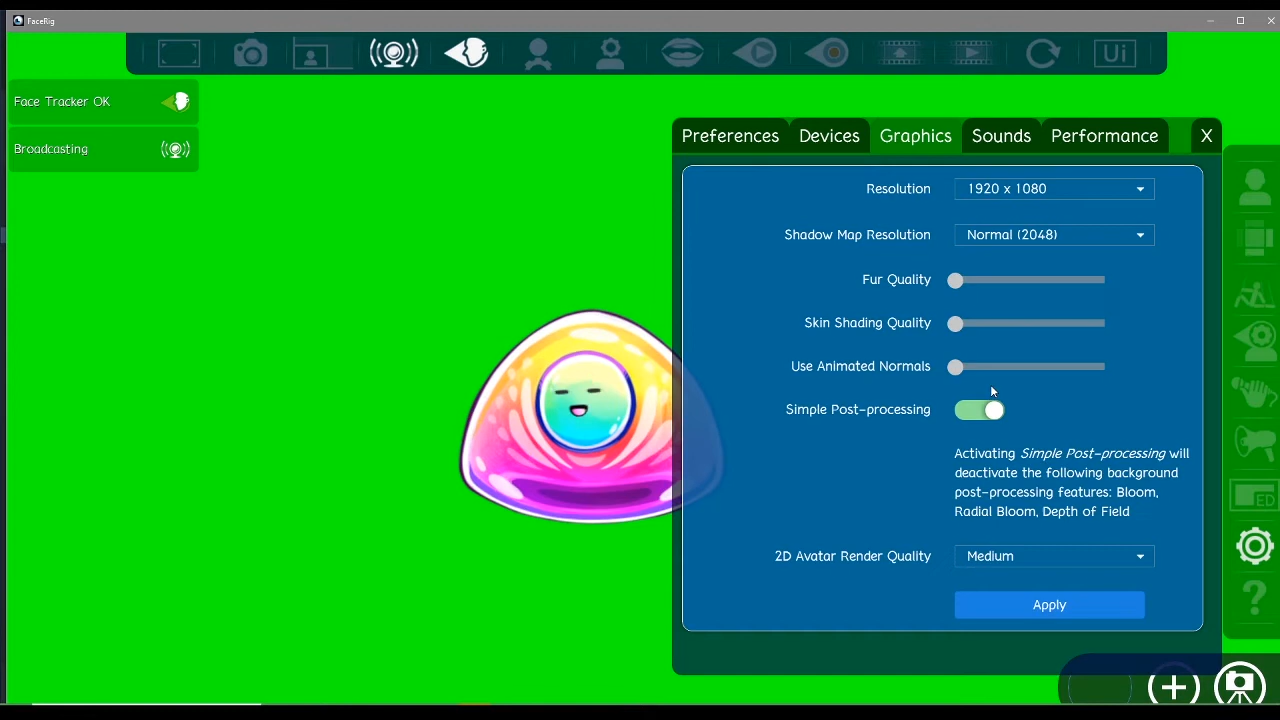 FaceRig
Ui
Face Tracker OK
Broadcasting
Preferences Devices Graphics Sounds Performance X
Resolution 1920 x 1080
Shadow Map Resolution Normal (2048)
Fur Quality
Skin Shading Quality
Use Animated Normals
Simple Post-processing
Activating Simple Post-processing will
deactivate the following background
post-processing features: Bloom,
Radial Bloom, Depth of Field
2D Avatar Render Quality Medium
Apply
ED
?